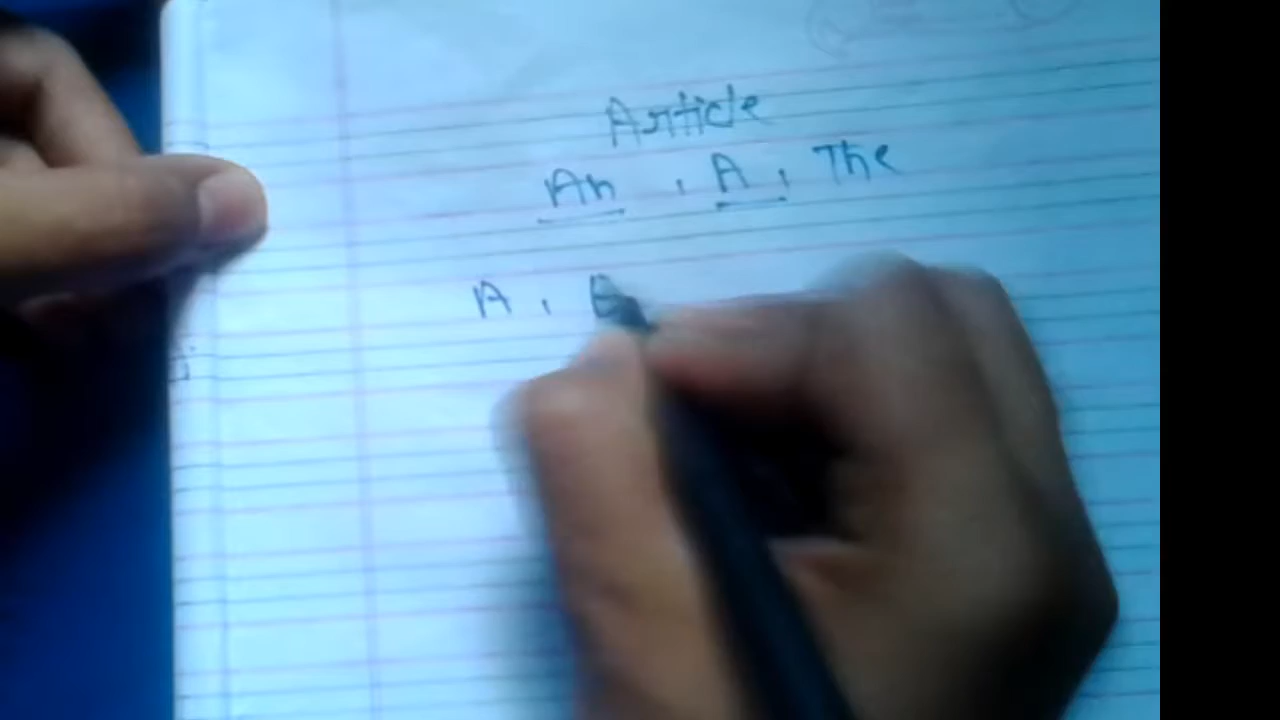 Article
An , A , The
A , E